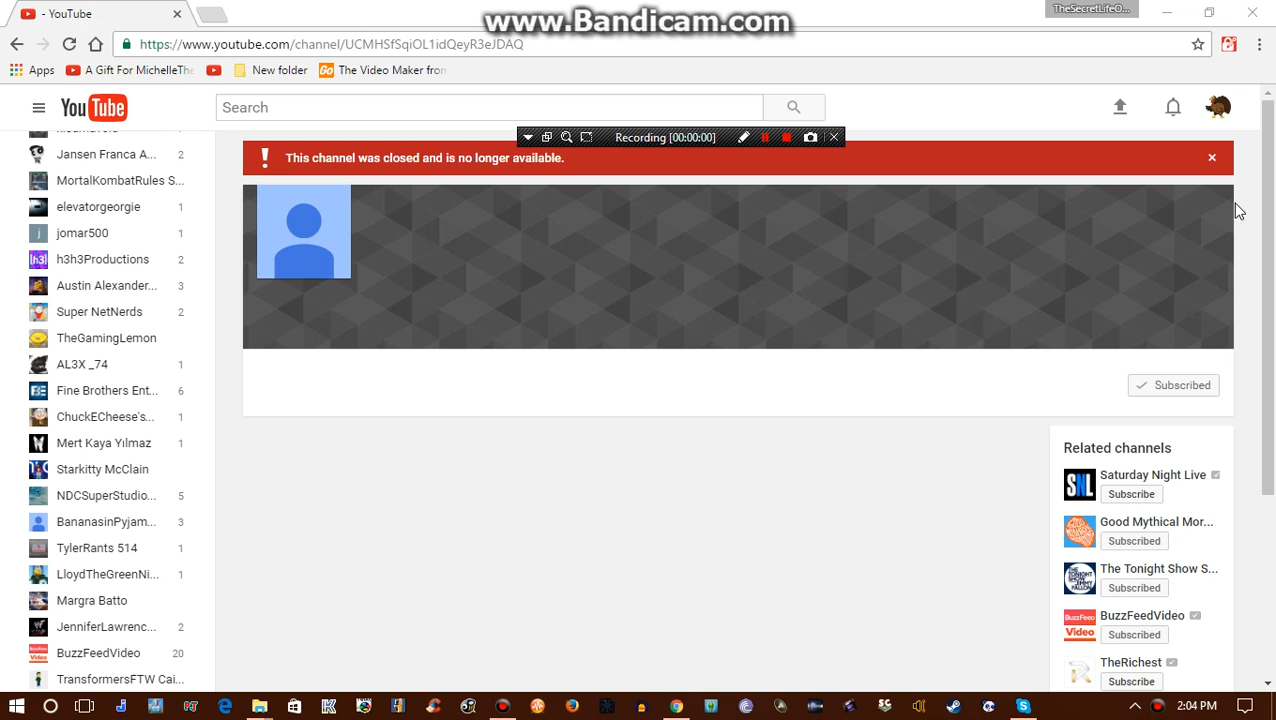 www.Bandicam.com
- YouTube
TheSecretLifeO...
https://www.youtube.com/channel/UCMHSfSqiOL1idQeyR3eJDAQ
Apps
A Gift For MichelleThe
New folder
Go
The Video Maker fron
YouTube
Search
Recording [00:00:00]
This channel was closed and is no longer available.
Jansen Franca A... 2
MortalKombatRules S...
elevatorgeorgie 1
jomar500 1
h3h3Productions 2
Austin Alexander... 3
Super NetNerds 2
TheGamingLemon
AL3X _74 1
Fine Brothers Ent... 6
ChuckECheese's... 1
Mert Kaya Yılmaz 1
Starkitty McClain
NDCSuperStudio... 5
BananasinPyjam... 3
TylerRants 514 1
LloydTheGreenNi... 1
Margra Batto
JenniferLawrenc... 2
BuzzFeedVideo 20
TransformersFTW Cai...
Subscribed
Related channels
SNL
Saturday Night Live
Subscribe
Good Mythical Mor...
Subscribed
The Tonight Show S...
Subscribed
BuzzFeed Video
BuzzFeedVideo
Subscribed
TheRichest
Subscribe
2:04 PM